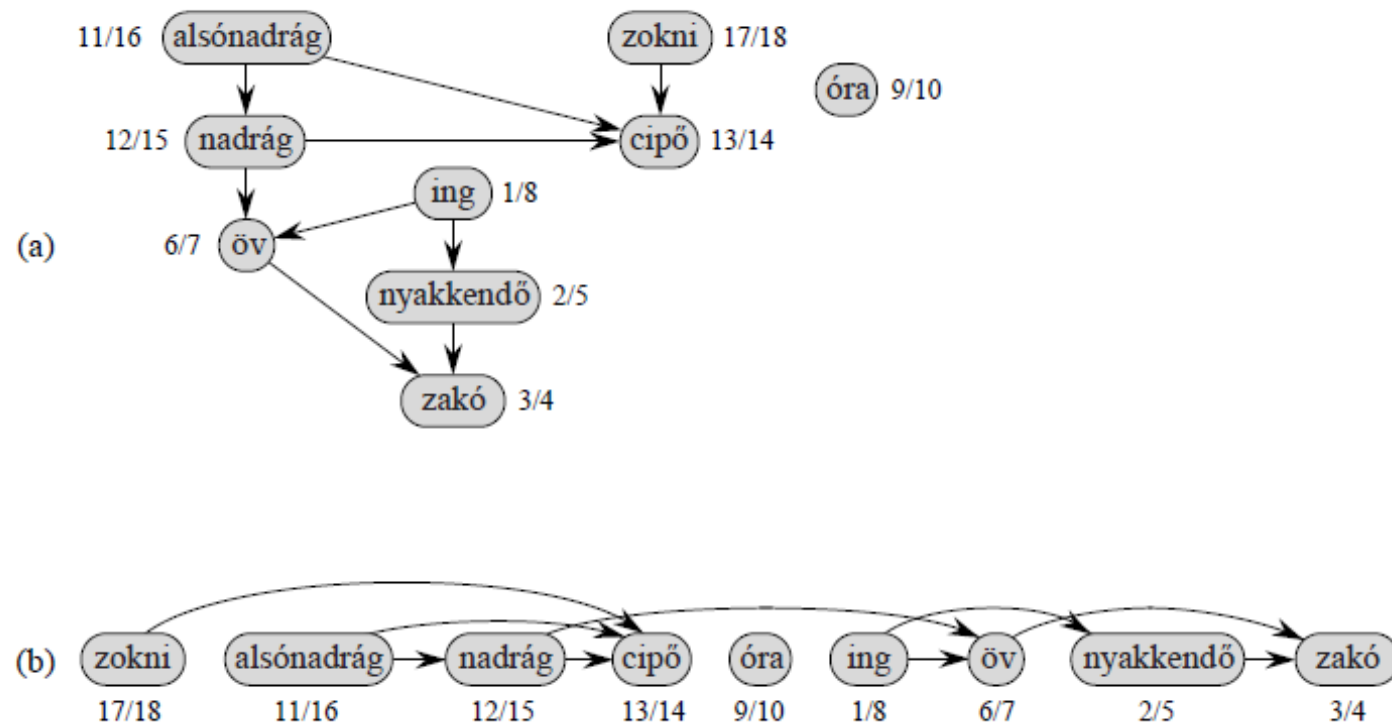 11/16 alsónadrág zokni 17/18
óra 9/10
12/15 nadrág cipő 13/14
ing 1/8
(a) 6/7 öv
nyakkendő 2/5
zakó 3/4
(b) zokni alsónadrág nadrág cipő óra ing öv nyakkendő zakó
17/18 11/16 12/15 13/14 9/10 1/8 6/7 2/5 3/4